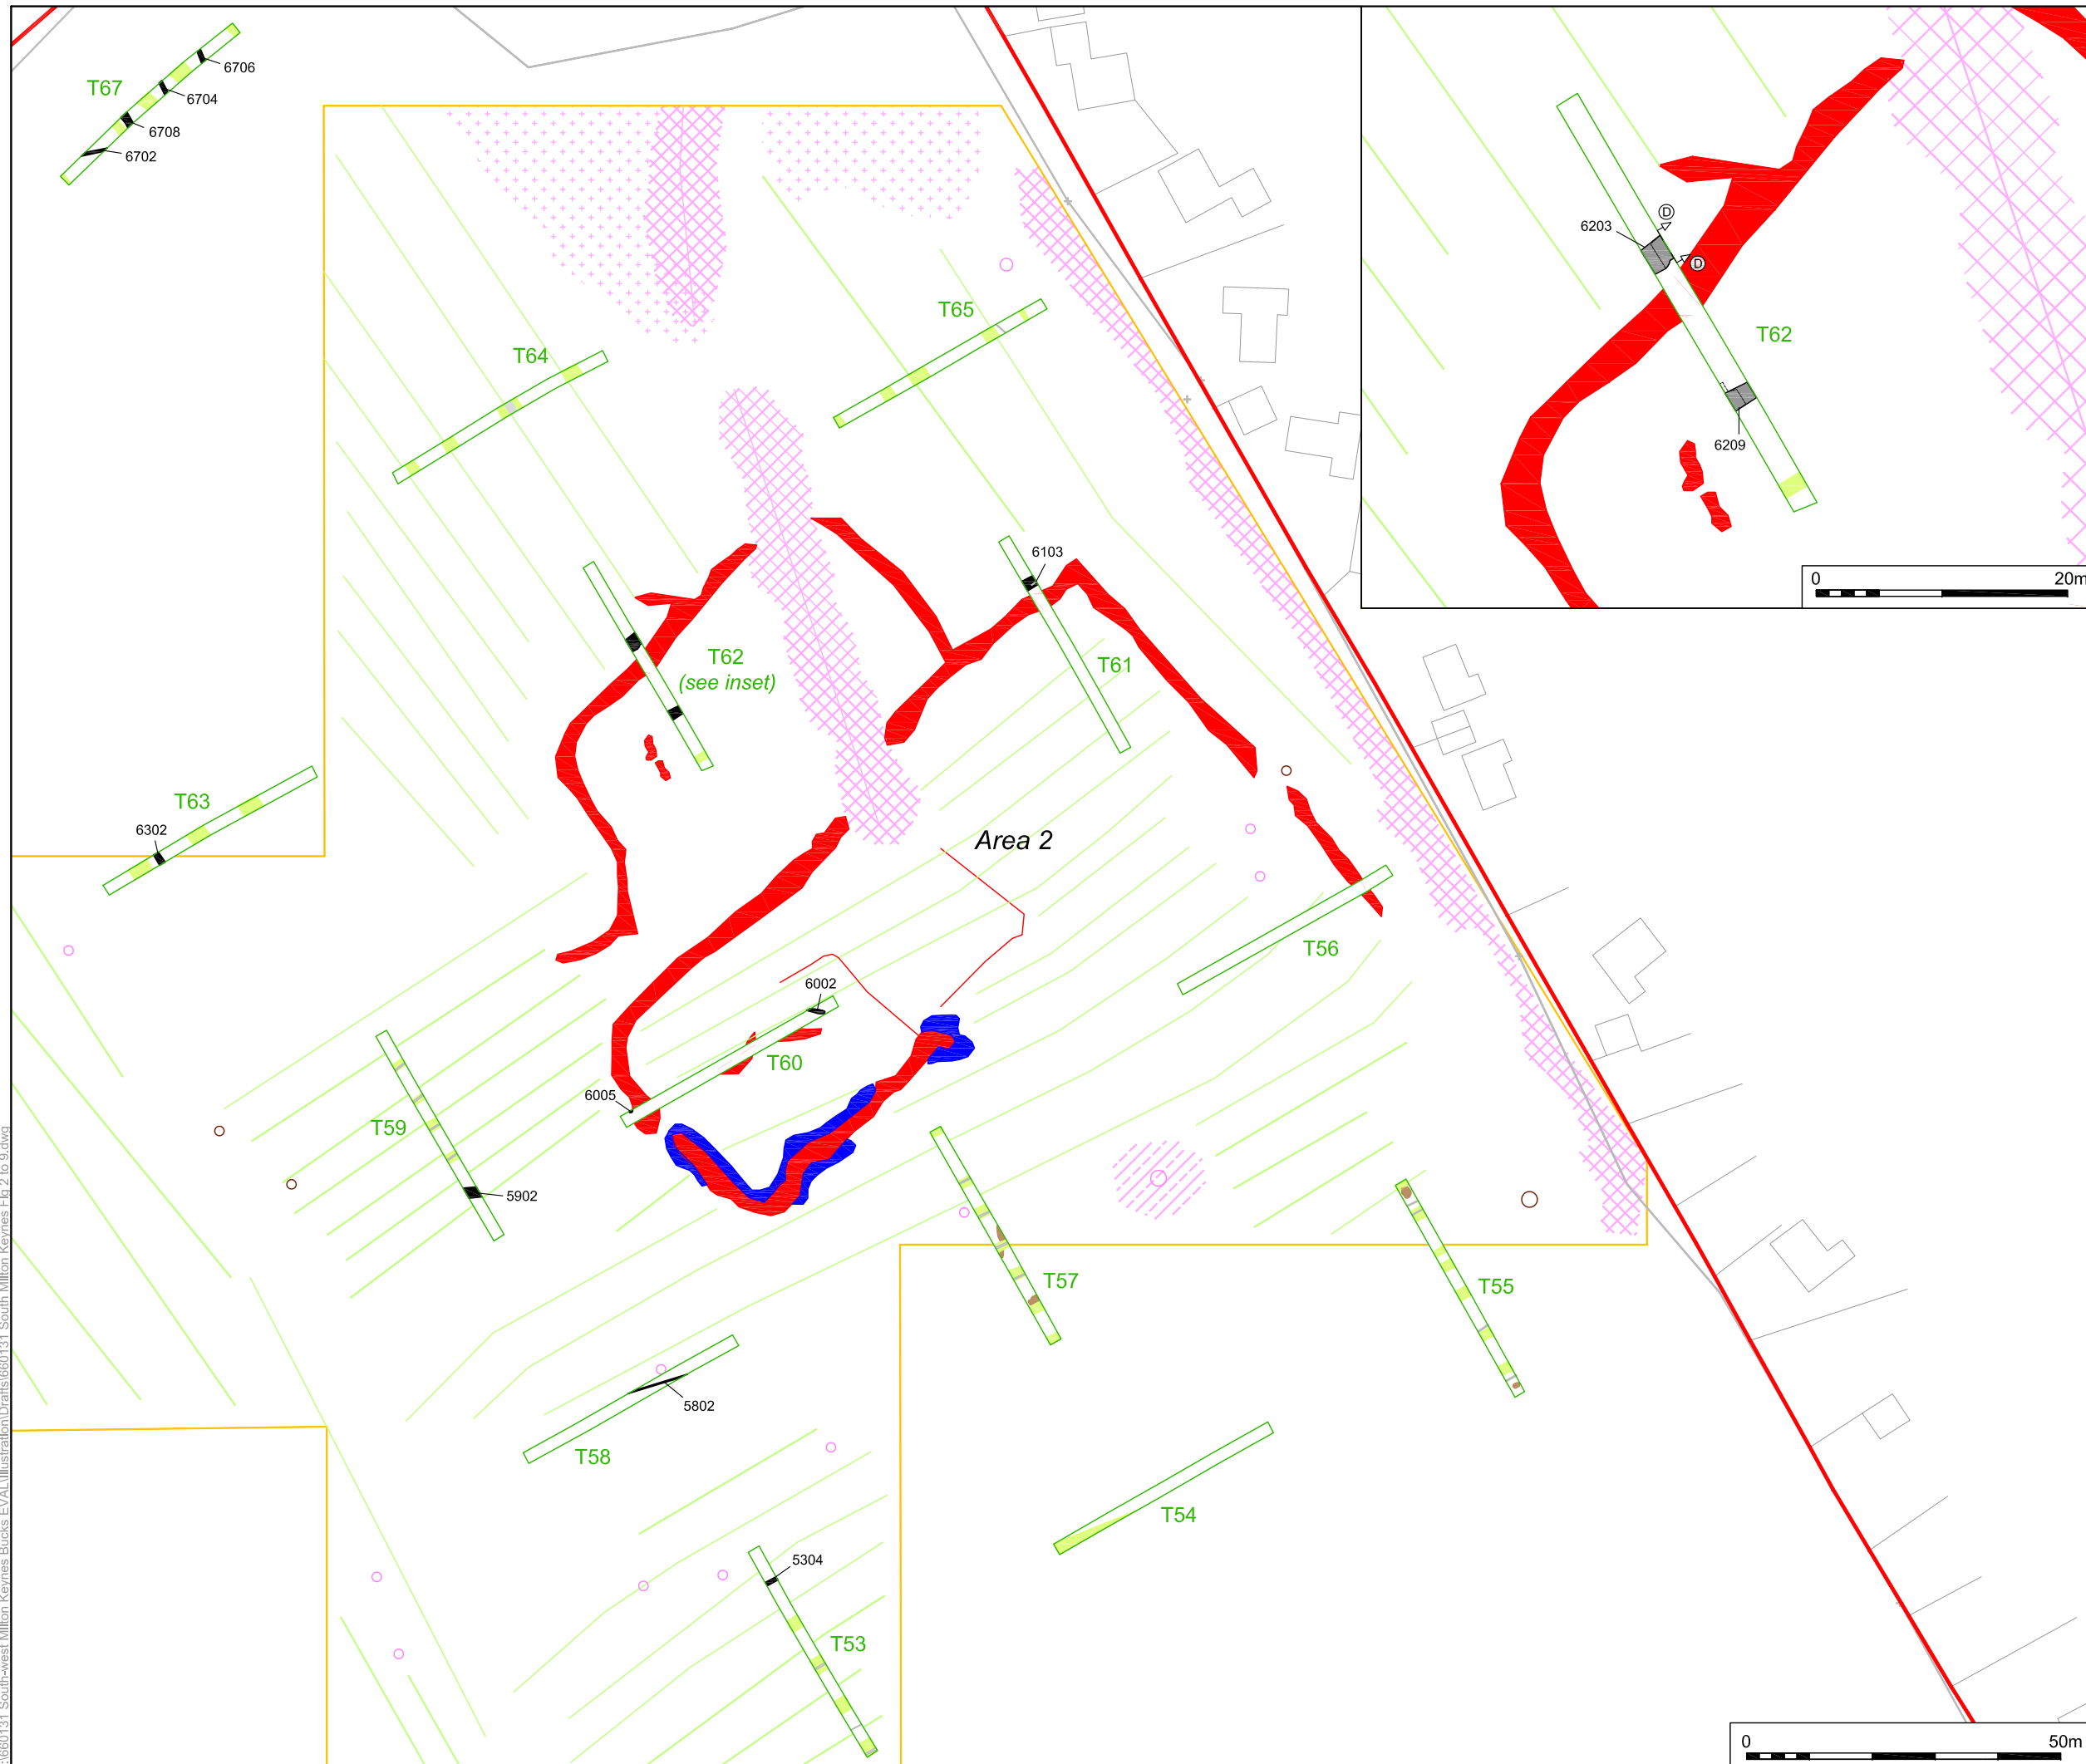 T67
6706
6704
6708
6702
T65
T64
6103
T61
T62
(see inset)
T63
6302
Area 2
6002
T60
6005
T56
T59
5902
T57
T55
5802
T58
T54
5304
T53
6203
D
D
T62
6209
0 20m
0 50m
:\660131 South-west Milton Keynes Bucks EVAL\Illustration\Drafts\660131 South Milton Keynes Fig 2 to 9.dwg